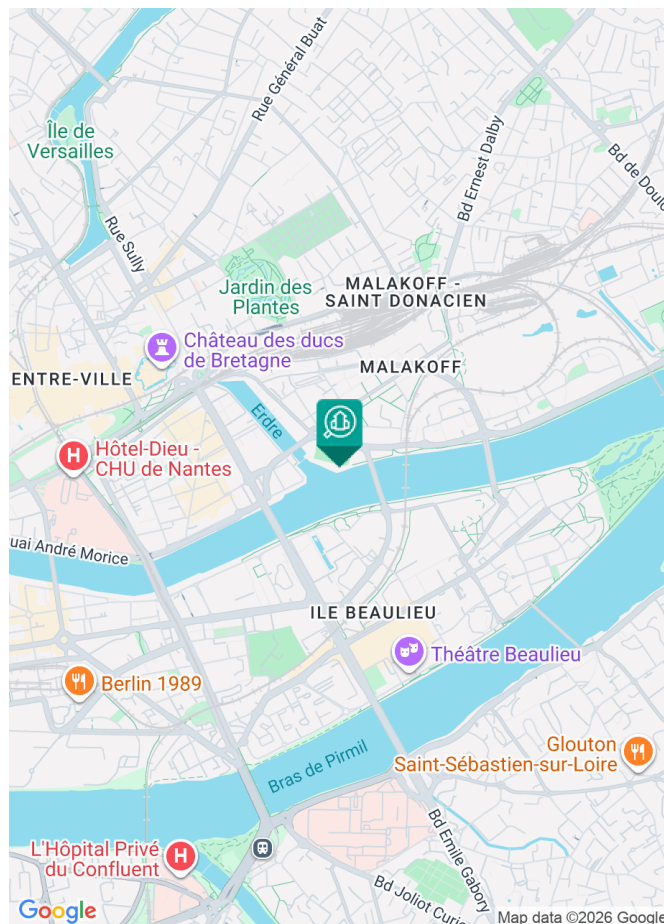 Rue Général Buat
Île de
Versailles
Bd Ernest Dalby
Bd de Doulo
Rue Sully
Jardin des
Plantes
MALAKOFF -
SAINT DONACIEN
Château des ducs
de Bretagne
MALAKOFF
ENTRE-VILLE
Erdre
H
Hôtel-Dieu -
CHU de Nantes
uai André Morice
ILE BEAULIEU
Théâtre Beaulieu
Berlin 1989
Glouton
Saint-Sébastien-sur-Loire
Bras de Pirmil
L'Hôpital Privé
du Confluent
H
Bd Emile Gabory
Bd Joliot Curie
Google
Map data ©2026 Google